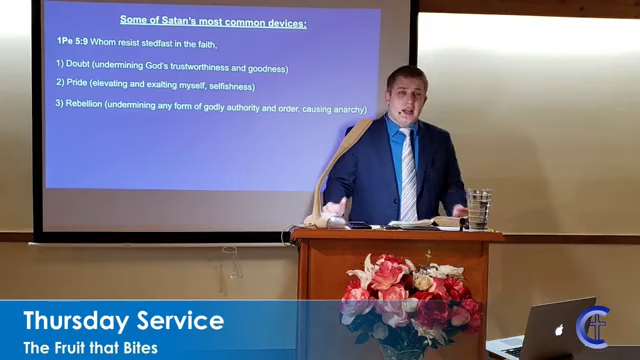 Some of Satan's most common devices:
1Pe 5:9 Whom resist stedfast in the faith,
1) Doubt (undermining God's trustworthiness and goodness)
2) Pride (elevating and exalting myself, selfishness)
3) Rebellion (undermining any form of godly authority and order, causing anarchy)
Thursday Service
The Fruit that Bites